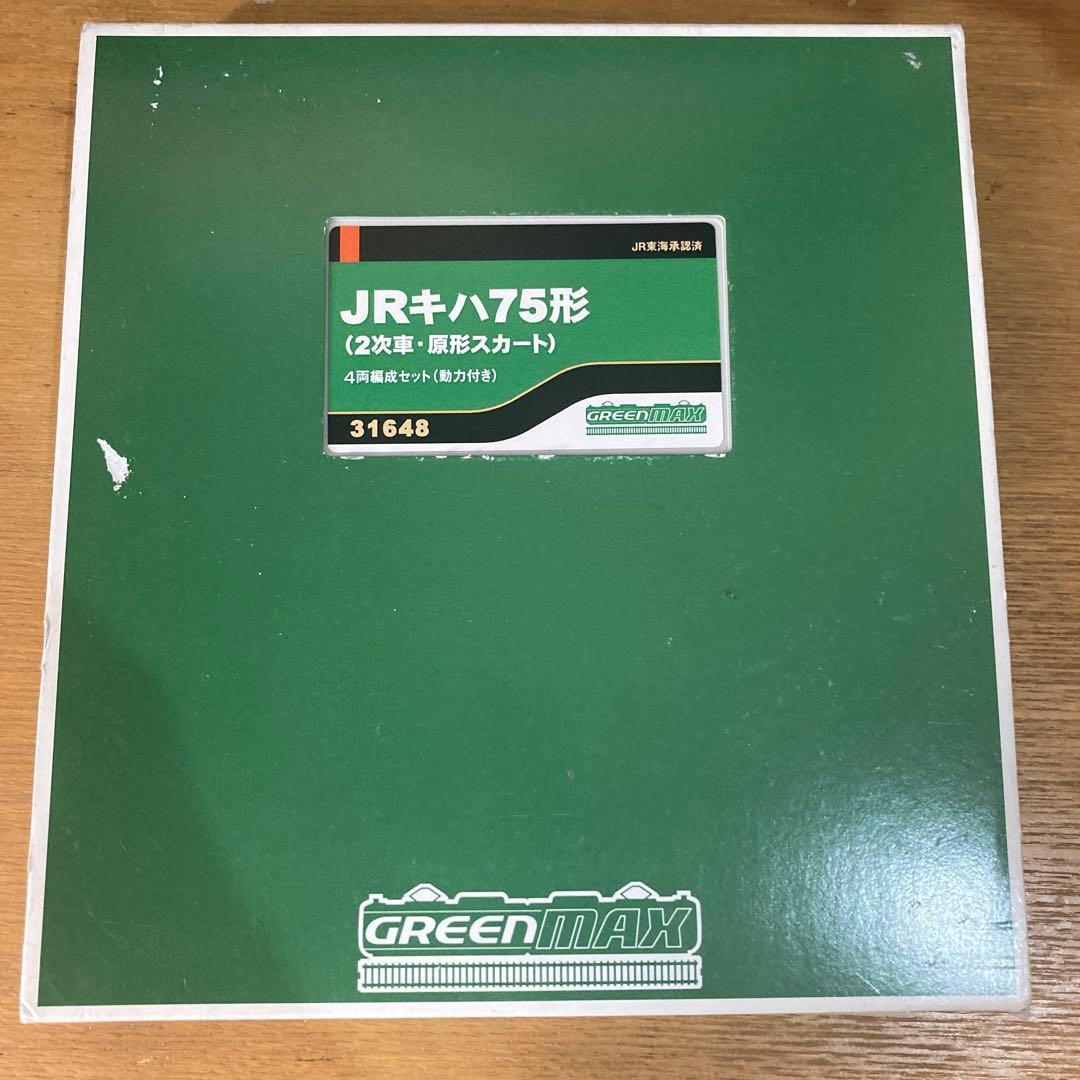 JR東海承認済
JRキハ75形
(2次車・原形スカート)
4両編成セット(動力付き)
31648
GREENMAX
GREENMAX